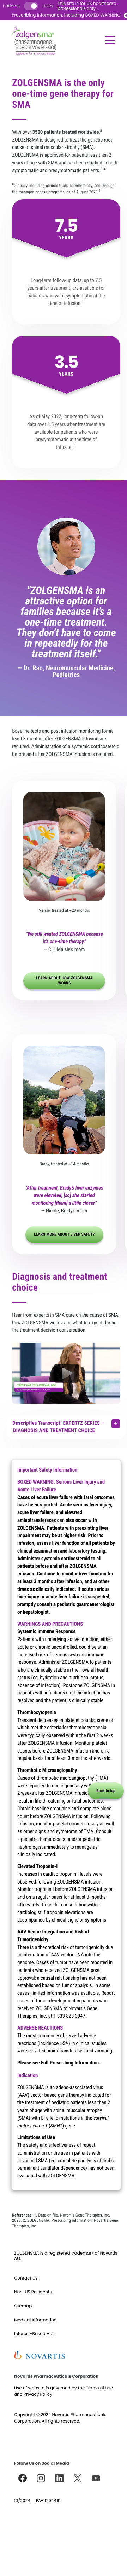 Patients HCPs This site is for US healthcare
professionals only.
Prescribing Information, including BOXED WARNING
zolgensma
(onasemnogene
abeparvovec-xioi)
ZOLGENSMA is the only
one-time gene therapy for
SMA
With over 3500 patients treated worldwide,
ZOLGENSMA is designed to treat the genetic root
cause of spinal muscular atrophy (SMA).
ZOLGENSMA is approved for patients less than 2
years of age with SMA and has been studied in both
symptomatic and presymptomatic patients.1,2
Globally, including clinical trials, commercially, and through
the managed access program, as of August 2023.1
7.5
YEARS
Long-term follow-up data, up to 7.5
years after treatment, are available for
patients who were symptomatic at the
time of infusion.1
3.5
YEARS
As of May 2022, long-term follow-up
data over 3.5 years after treatment are
available for patients who were
presymptomatic at the time of
infusion.1
"ZOLGENSMA is an
attractive option for
families because it's a
one-time treatment.
They don't have to come
in repeatedly for the
treatment itself."
— Dr. Rao, Neuromuscular Medicine,
Pediatrics
Baseline tests and post-infusion monitoring for at
least 3 months after ZOLGENSMA infusion are
required. Administration of a systemic corticosteroid
before and after ZOLGENSMA infusion is required.
Maisie, treated at ~20 months
"We still wanted ZOLGENSMA because
it's one-time therapy."
— Ciji, Maisie's mom
LEARN ABOUT HOW ZOLGENSMA
WORKS
Brady, treated at ~14 months
"After treatment, Brady's liver enzymes
were elevated, [so] she started
monitoring [them] a little closer."
— Nicole, Brady's mom
LEARN MORE ABOUT LIVER SAFETY
Diagnosis and treatment
choice
Hear from experts in SMA care on the cause of SMA,
how ZOLGENSMA works, and what to expect during
the treatment decision conversation.
Descriptive Transcript: EXPERTZ SERIES –
DIAGNOSIS AND TREATMENT CHOICE
Important Safety Information
BOXED WARNING: Serious Liver Injury and
Acute Liver Failure
Cases of acute liver failure with fatal outcomes
have been reported. Acute serious liver injury,
acute liver failure, and elevated
aminotransferases can also occur with
ZOLGENSMA. Patients with preexisting liver
impairment may be at higher risk. Prior to
infusion, assess liver function of all patients by
clinical examination and laboratory testing.
Administer systemic corticosteroid to all
patients before and after ZOLGENSMA
infusion. Continue to monitor liver function for
at least 3 months after infusion, and at other
times as clinically indicated. If acute serious
liver injury or acute liver failure is suspected,
promptly consult a pediatric gastroenterologist
or hepatologist.
WARNINGS AND PRECAUTIONS
Systemic Immune Response
Patients with underlying active infection, either
acute or chronic uncontrolled, could be at an
increased risk of serious systemic immune
response. Administer ZOLGENSMA to patients
who are clinically stable in their overall health
status (eg, hydration and nutritional status,
absence of infection). Postpone ZOLGENSMA in
patients with infections until the infection has
resolved and the patient is clinically stable.
Thrombocytopenia
Transient decreases in platelet counts, some of
which met the criteria for thrombocytopenia,
were typically observed within the first 2 weeks
after ZOLGENSMA infusion. Monitor platelet
counts before ZOLGENSMA infusion and on a
regular basis for at least 3 months afterwards.
Thrombotic Microangiopathy
Cases of thrombotic microangiopathy (TMA)
were reported to occur generally within the first
2 weeks after ZOLGENSMA infusion. TMA can
result in life-threatening or fatal outcomes.
Obtain baseline creatinine and complete blood
count before ZOLGENSMA infusion. Following
infusion, monitor platelet counts closely as well
as other signs and symptoms of TMA. Consult
a pediatric hematologist and/or pediatric
nephrologist immediately to manage as
clinically indicated.
Elevated Troponin-I
Increases in cardiac troponin-I levels were
observed following ZOLGENSMA infusion.
Monitor troponin-I before ZOLGENSMA infusion
and on a regular basis for at least 3 months
afterwards. Consider consultation with a
cardiologist if troponin elevations are
accompanied by clinical signs or symptoms.
AAV Vector Integration and Risk of
Tumorigenicity
There is a theoretical risk of tumorigenicity due
to integration of AAV vector DNA into the
genome. Cases of tumor have been reported in
patients who received ZOLGENSMA post-
approval; a causal relationship has not been
established based on tumor analysis. In some
cases, limited information was available. Report
cases of tumor development in patients who
received ZOLGENSMA to Novartis Gene
Therapies, Inc. at 1-833-828-3947.
ADVERSE REACTIONS
The most commonly observed adverse
reactions (incidence ≥5%) in clinical studies
were elevated aminotransferases and vomiting.
Please see Full Prescribing Information.
Indication
ZOLGENSMA is an adeno-associated virus
(AAV) vector-based gene therapy indicated for
the treatment of pediatric patients less than 2
years of age with spinal muscular atrophy
(SMA) with bi-allelic mutations in the survival
motor neuron 1 (SMN1) gene.
Limitations of Use
The safety and effectiveness of repeat
administration or the use in patients with
advanced SMA (eg, complete paralysis of limbs,
permanent ventilator dependence) has not been
evaluated with ZOLGENSMA.
Back to top
References: 1. Data on file. Novartis Gene Therapies, Inc.
2023. 2. ZOLGENSMA. Prescribing information. Novartis Gene
Therapies, Inc.
ZOLGENSMA is a registered trademark of Novartis
AG.
Contact Us
Non-US Residents
Sitemap
Medical Information
Interest-Based Ads
NOVARTIS
Novartis Pharmaceuticals Corporation
Use of website is governed by the Terms of Use
and Privacy Policy.
Copyright © 2024 Novartis Pharmaceuticals
Corporation. All rights reserved.
Follow Us on Social Media
10/2024 FA-11205491